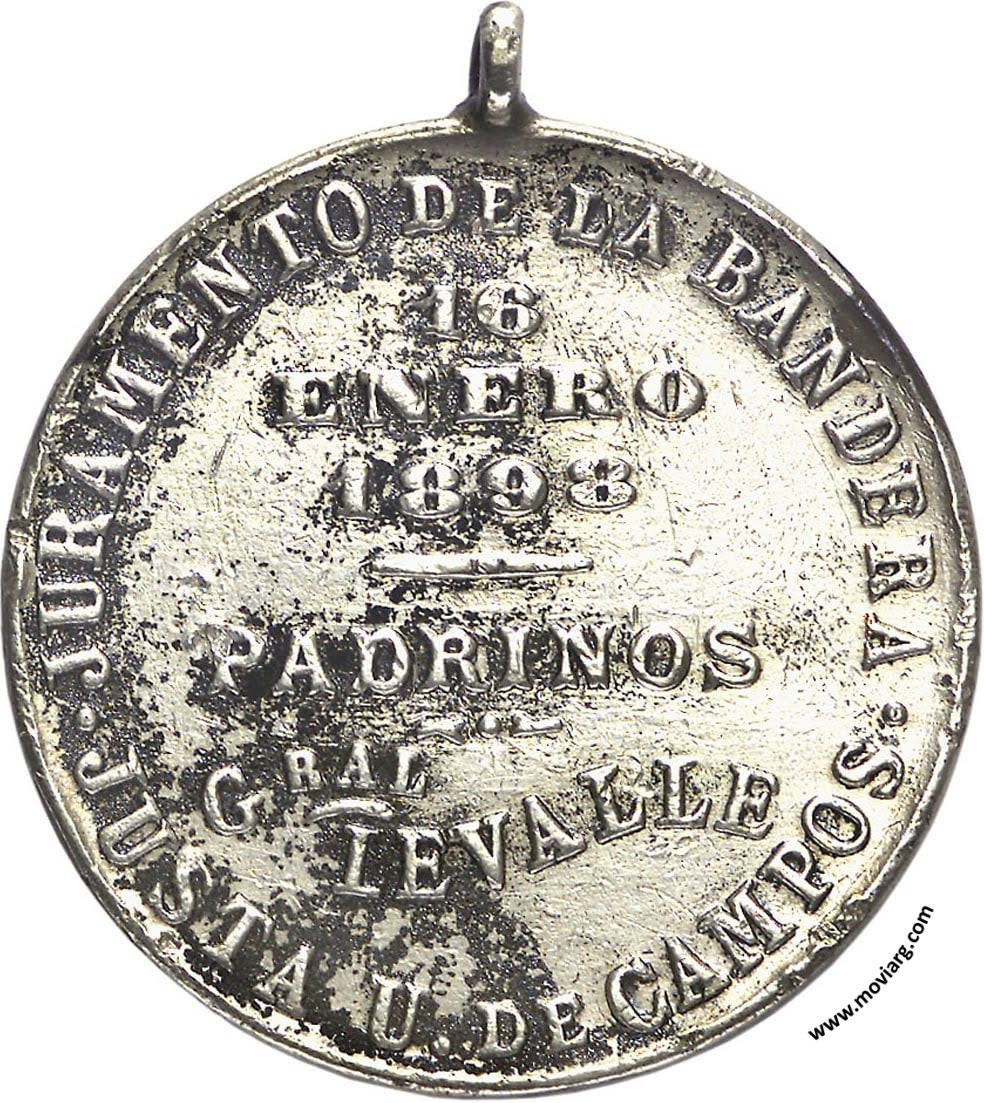 JURAMENTO DE LA BANDERA
16
ENERO
1898
PADRINOS
GRAL LEVALLE
JUSTA U. DE CAMPOS
www.moviarg.com